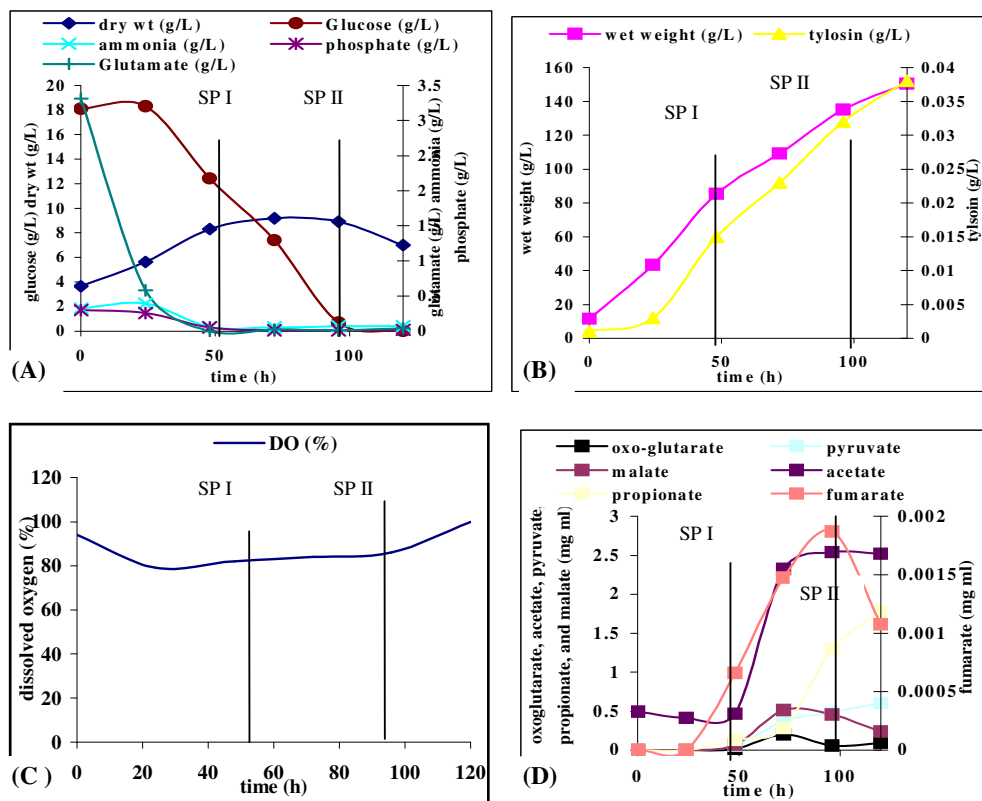 dry wt (g/L) Glucose (g/L)
ammonia (g/L) phosphate (g/L)
Glutamate (g/L)
glucose (g/L) dry wt (g/L)
20
18
16
14
12
10
8
6
4
2
0
SP I SP II
3.5
3
2.5
2
1.5
1
0.5
0
glutamate (g/L) ammonia (g/L)
phosphate (g/L)
0 50 100
time (h)
(A)
wet weight (g/L) tylosin (g/L)
wet weight (g/L)
160
140
120
100
80
60
40
20
0
SP I SP II
0.04
0.035
0.03
0.025
0.02
0.015
0.01
0.005
0
tylsoin (g/L)
0 50 100
time (h)
(B)
DO (%)
dissolved oxygen (%)
120
100
80
60
40
20
0
SP I SP II
0 20 40 60 80 100 120
time (h)
(C)
oxo-glutarate pyruvate
malate acetate
propionate fumarate
oxoglutarate, acetate, pyruvate,
propionate, and malate (mg ml)
3
2.5
2
1.5
1
0.5
0
SP I
SP II
0.002
0.0015
0.001
0.0005
0
fumarate (mg ml)
0 50 100
time (h)
(D)